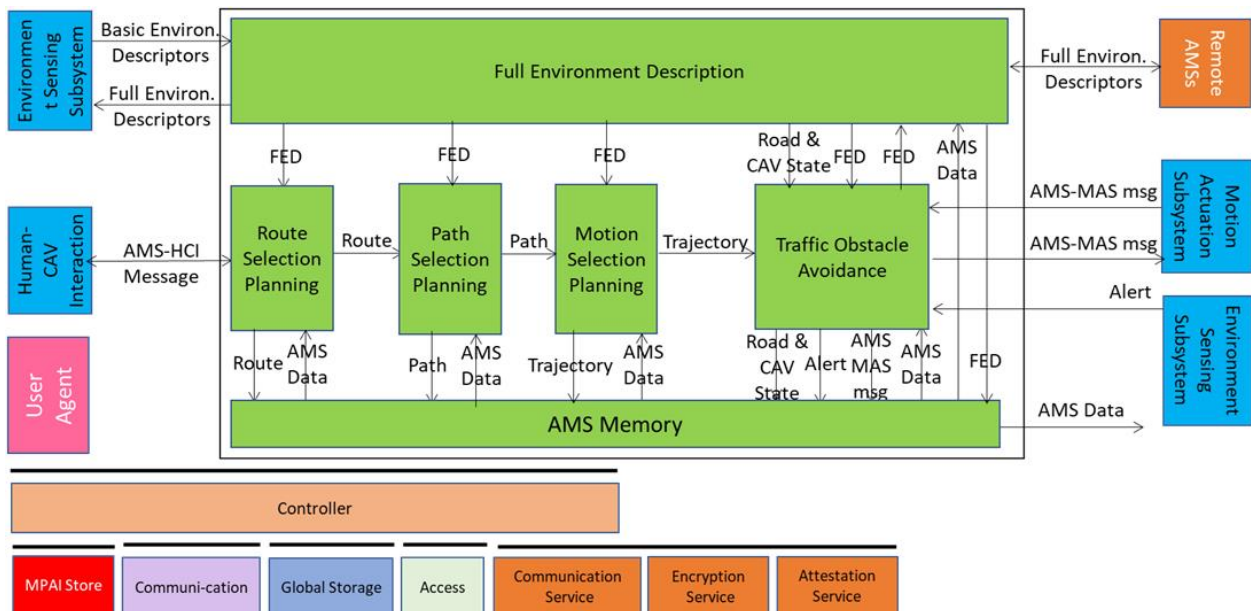 Environmen
t Sensing
Subsystem
Basic Environ.
Descriptors
Full Environ.
Descriptors
Full Environment Description
Full Environ.
Descriptors
Remote
AMSs
FED
FED
FED
Road &
CAV State
FED
FED
AMS
Data
Human-
CAV
Interaction
AMS-HCI
Message
Route
Selection
Planning
Route
Path
Selection
Planning
Path
Motion
Selection
Planning
Trajectory
Traffic Obstacle
Avoidance
AMS-MAS msg
AMS-MAS msg
Motion
Actuation
Subsystem
Alert
Environment
Sensing
Subsystem
User
Agent
Route
AMS
Data
Path
AMS
Data
Trajectory
AMS
Data
Road &
CAV
State
Alert
AMS
MAS
msg
AMS
Data
FED
AMS Memory
AMS Data
Controller
MPAI Store
Communi-cation
Global Storage
Access
Communication
Service
Encryption
Service
Attestation
Service